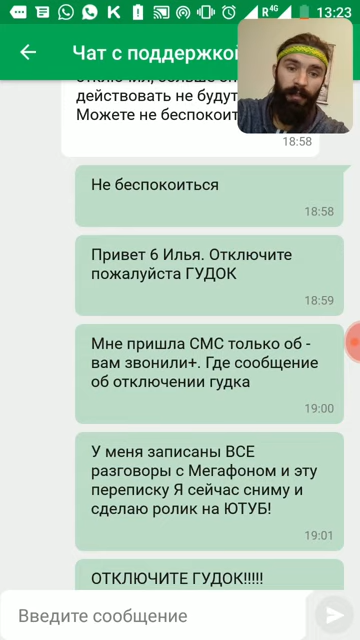 13:23
Чат с поддержкой
действовать не будут
Можете не беспокоит
18:58
Не беспокоиться
18:58
Привет 6 Илья. Отключите
пожалуйста ГУДОК
18:59
Мне пришла СМС только об -
вам звонили+. Где сообщение
об отключении гудка
19:00
У меня записаны ВСЕ
разговоры с Мегафоном и эту
переписку Я сейчас сниму и
сделаю ролик на ЮТУБ!
19:01
ОТКЛЮЧИТЕ ГУДОК!!!!!
Введите сообщение